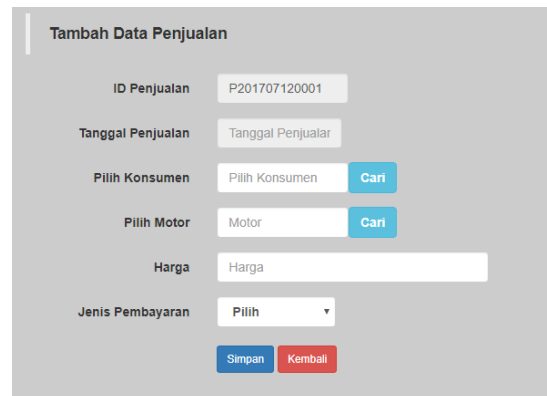 Tambah Data Penjualan
ID Penjualan P201707120001
Tanggal Penjualan Tanggal Penjualar
Pilih Konsumen Pilih Konsumen Cari
Pilih Motor Motor Cari
Harga Harga
Jenis Pembayaran Pilih
Simpan Kembali